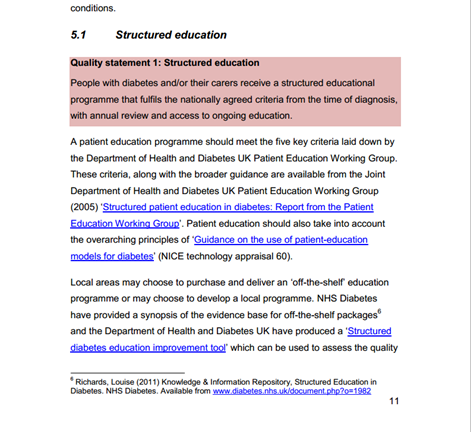 conditions.
5.1 Structured education
Quality statement 1: Structured education
People with diabetes and/or their carers receive a structured educational
programme that fulfils the nationally agreed criteria from the time of diagnosis,
with annual review and access to ongoing education.
A patient education programme should meet the five key criteria laid down by
the Department of Health and Diabetes UK Patient Education Working Group.
These criteria, along with the broader guidance are available from the Joint
Department of Health and Diabetes UK Patient Education Working Group
(2005) ‘Structured patient education in diabetes: Report from the Patient
Education Working Group’. Patient education should also take into account
the overarching principles of ‘Guidance on the use of patient-education
models for diabetes’ (NICE technology appraisal 60).
Local areas may choose to purchase and deliver an ‘off-the-shelf’ education
programme or may choose to develop a local programme. NHS Diabetes
have provided a synopsis of the evidence base for off-the-shelf packages6
and the Department of Health and Diabetes UK have produced a ‘Structured
diabetes education improvement tool’ which can be used to assess the quality
6 Richards, Louise (2011) Knowledge & Information Repository, Structured Education in
Diabetes. NHS Diabetes. Available from www.diabetes.nhs.uk/document.php?o=1982
11